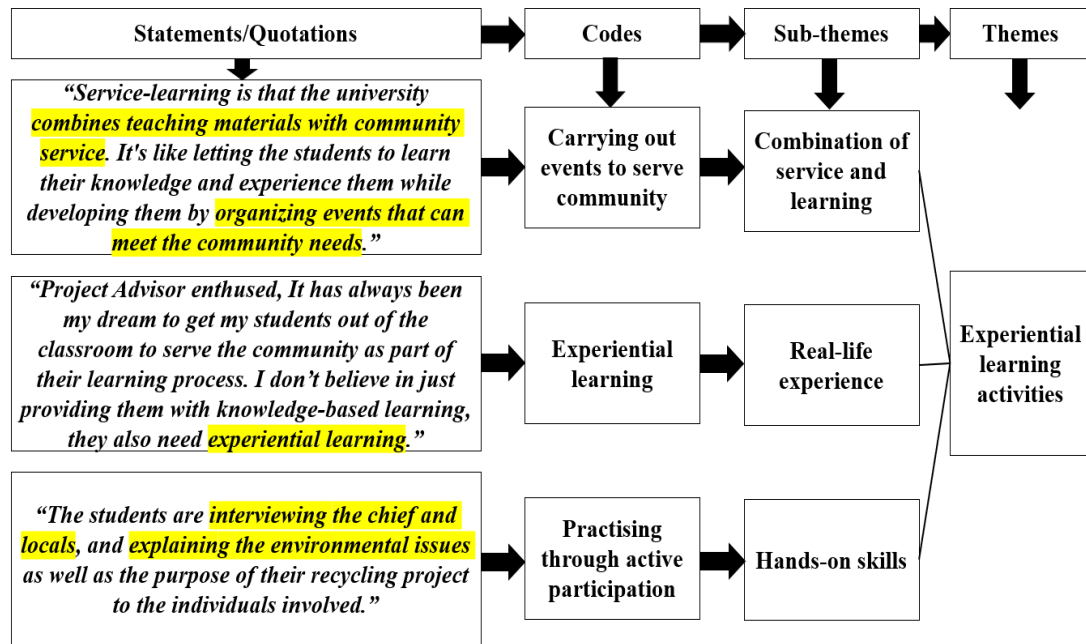 Statements/Quotations
Codes
Sub-themes
Themes
“Service-learning is that the university
combines teaching materials with community
service. It's like letting the students to learn
their knowledge and experience them while
developing them by organizing events that can
meet the community needs.”
Carrying out
events to serve
community
Combination of
service and
learning
“Project Advisor enthused, It has always been
my dream to get my students out of the
classroom to serve the community as part of
their learning process. I don’t believe in just
providing them with knowledge-based learning,
they also need experiential learning.”
Experiential
learning
Real-life
experience
Experiential
learning
activities
“The students are interviewing the chief and
locals, and explaining the environmental issues
as well as the purpose of their recycling project
to the individuals involved.”
Practising
through active
participation
Hands-on skills